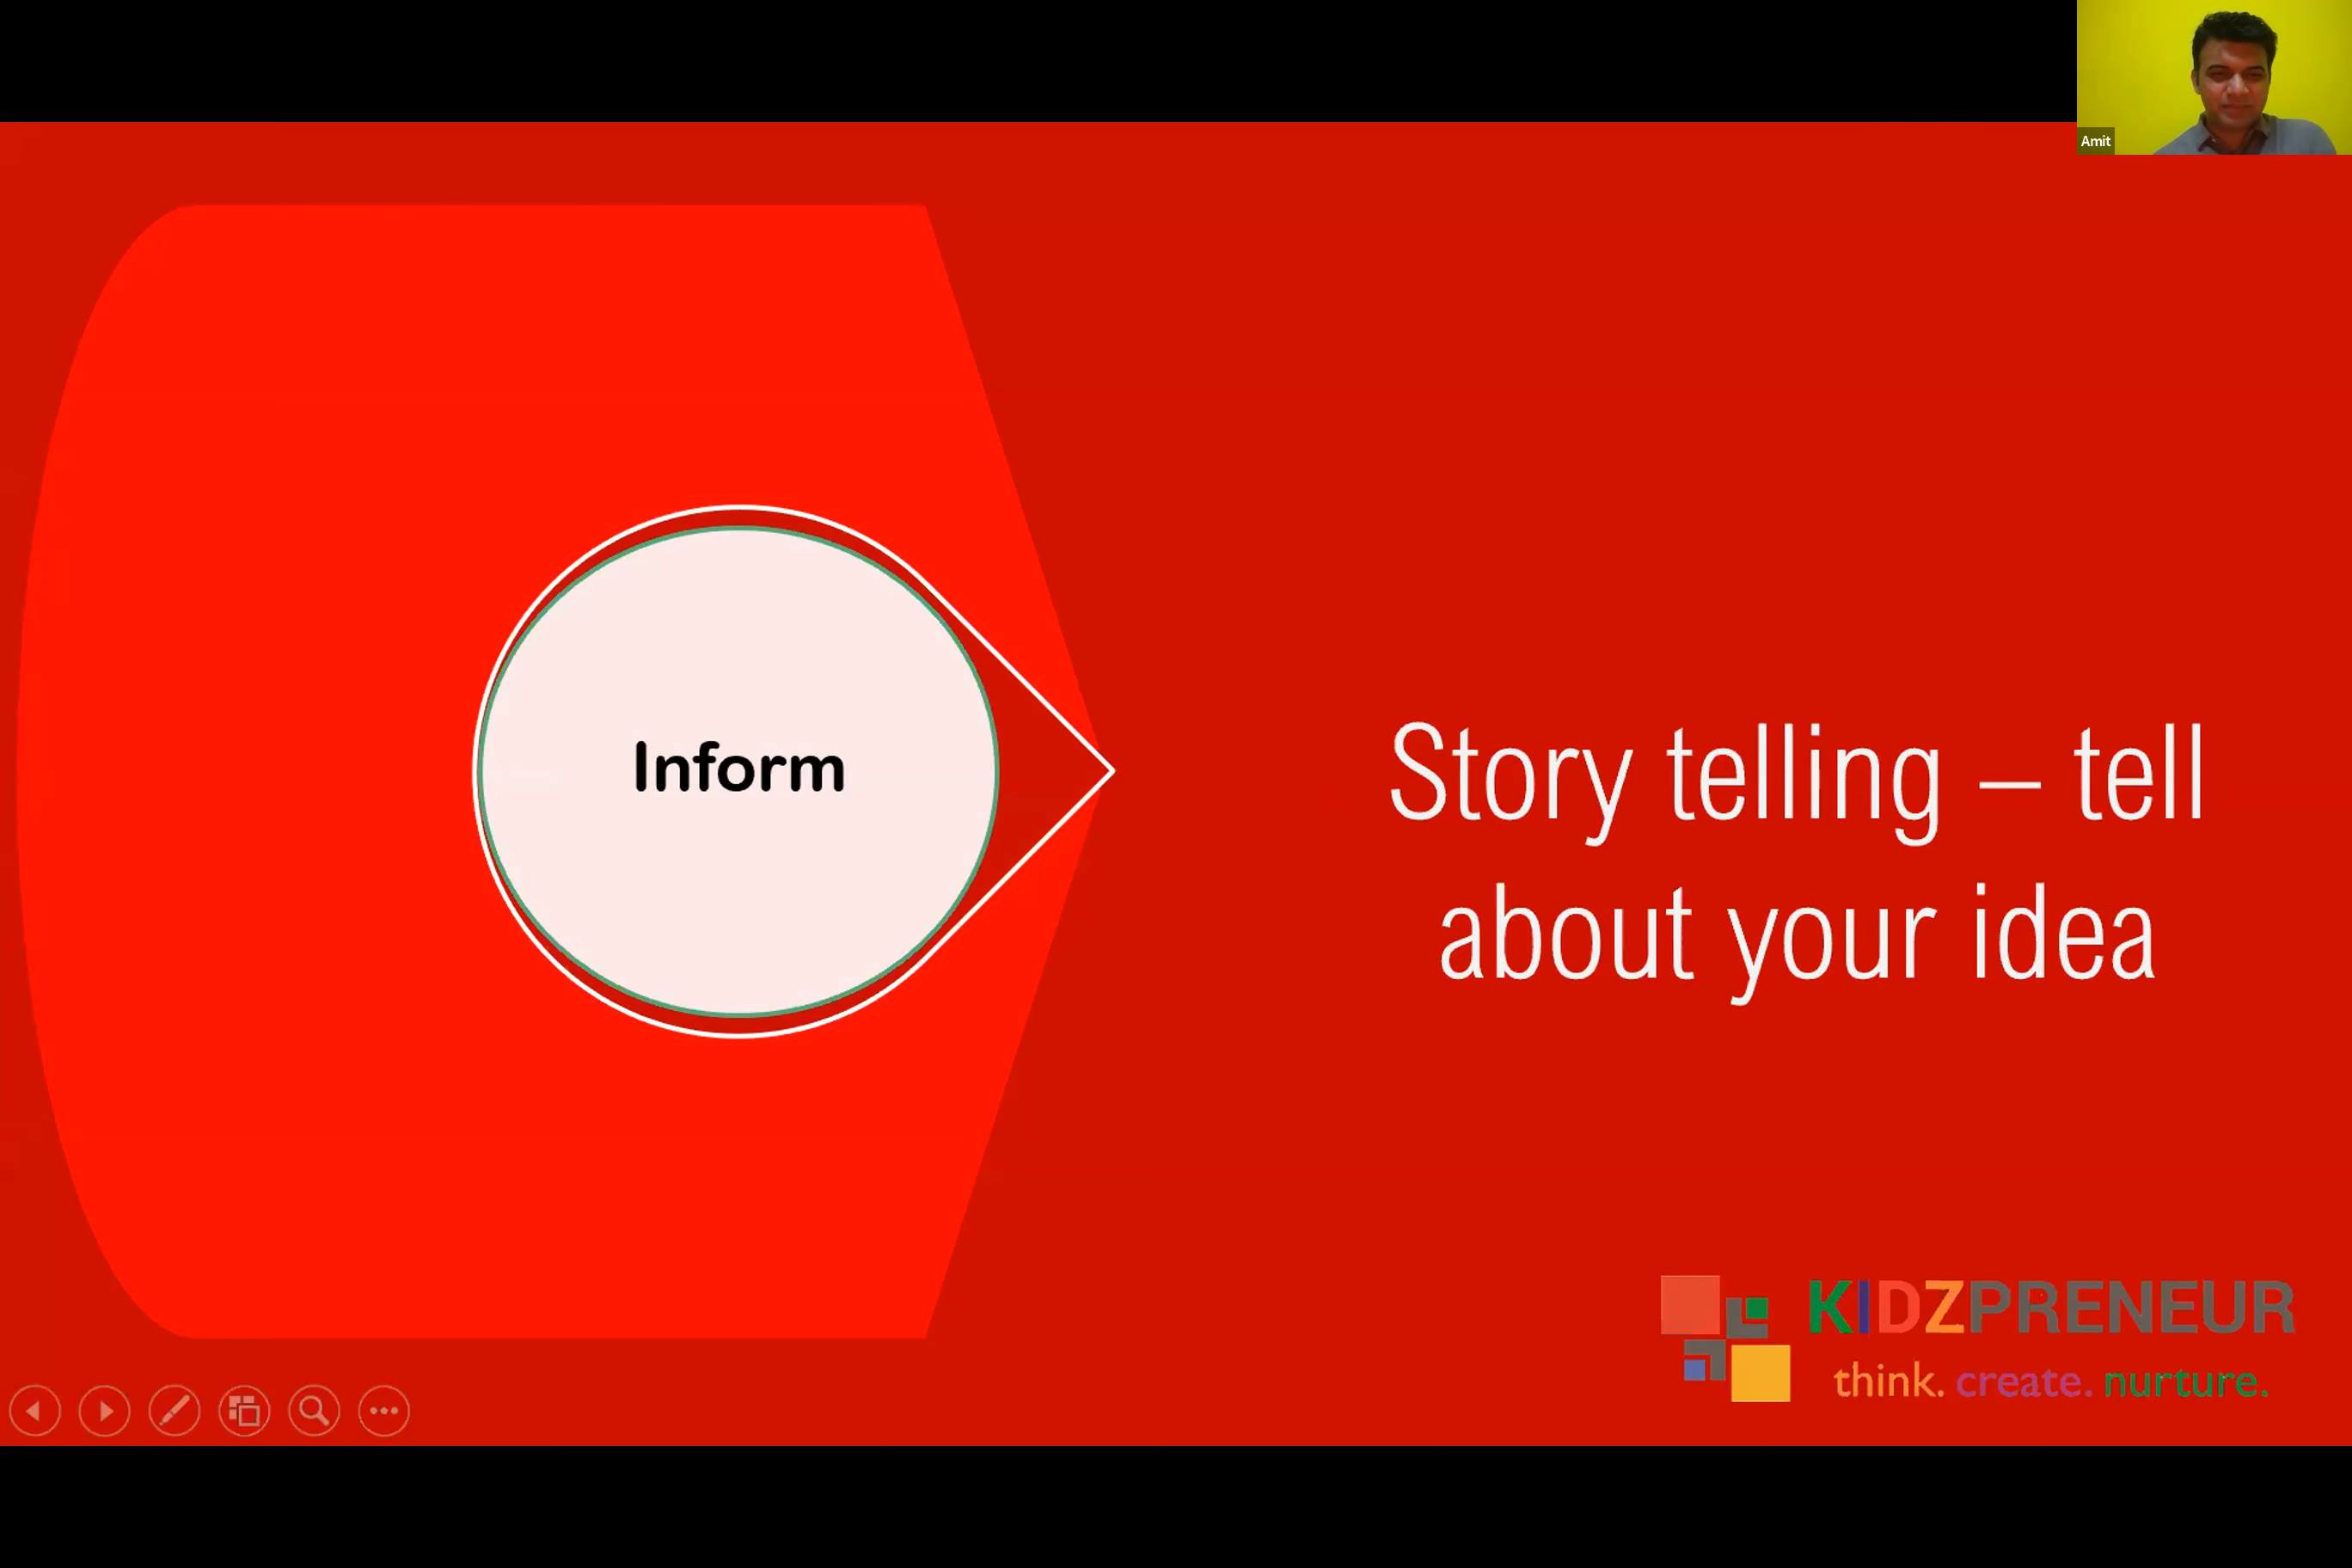 Amit
Inform
Story telling – tell
about your idea
KIDZPRENEUR
think. create. nurture.